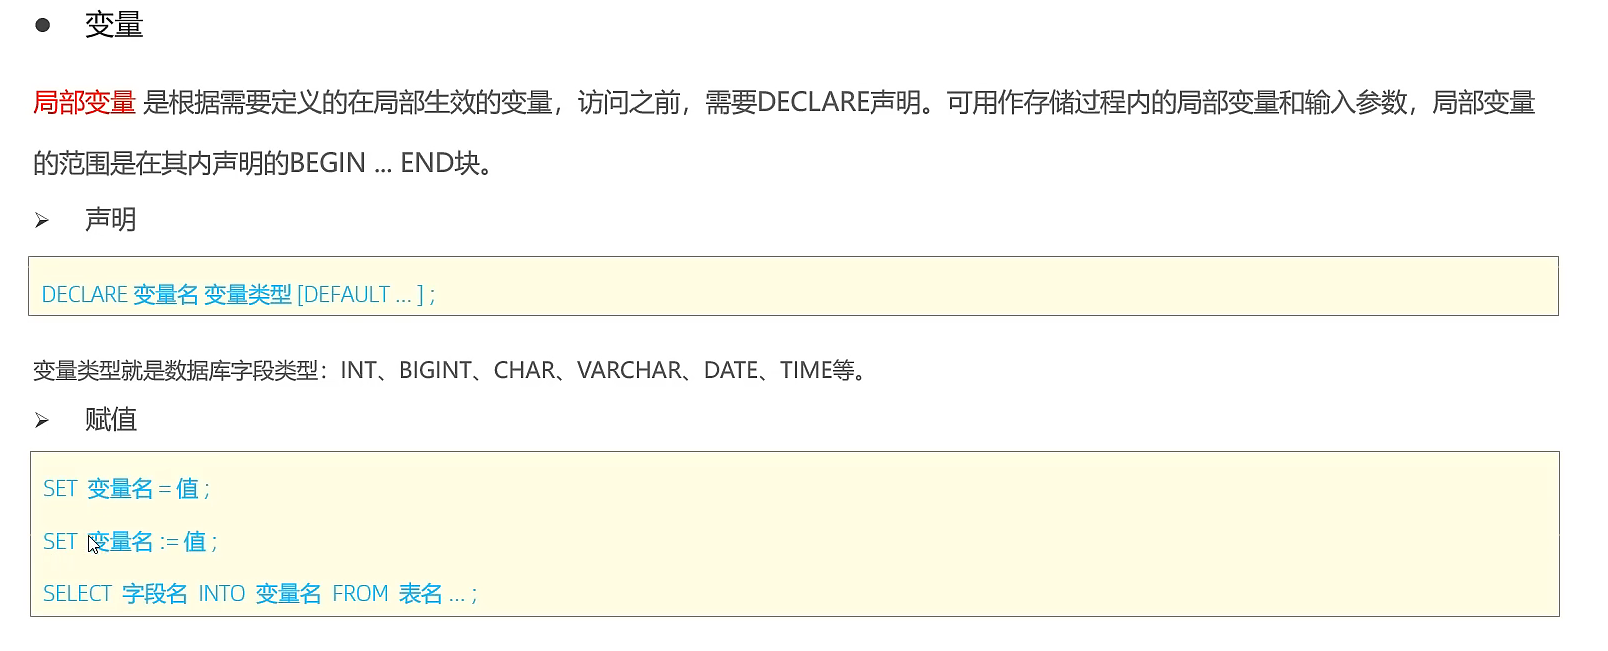 ● 变量
局部变量 是根据需要定义的在局部生效的变量，访问之前，需要DECLARE声明。可用作存储过程内的局部变量和输入参数，局部变量
的范围是在其内声明的BEGIN ... END块。
➢ 声明
DECLARE 变量名 变量类型 [DEFAULT ... ] ;
变量类型就是数据库字段类型：INT、BIGINT、CHAR、VARCHAR、DATE、TIME等。
➢ 赋值
SET 变量名 = 值 ;
SET 变量名 := 值 ;
SELECT 字段名 INTO 变量名 FROM 表名 ... ;